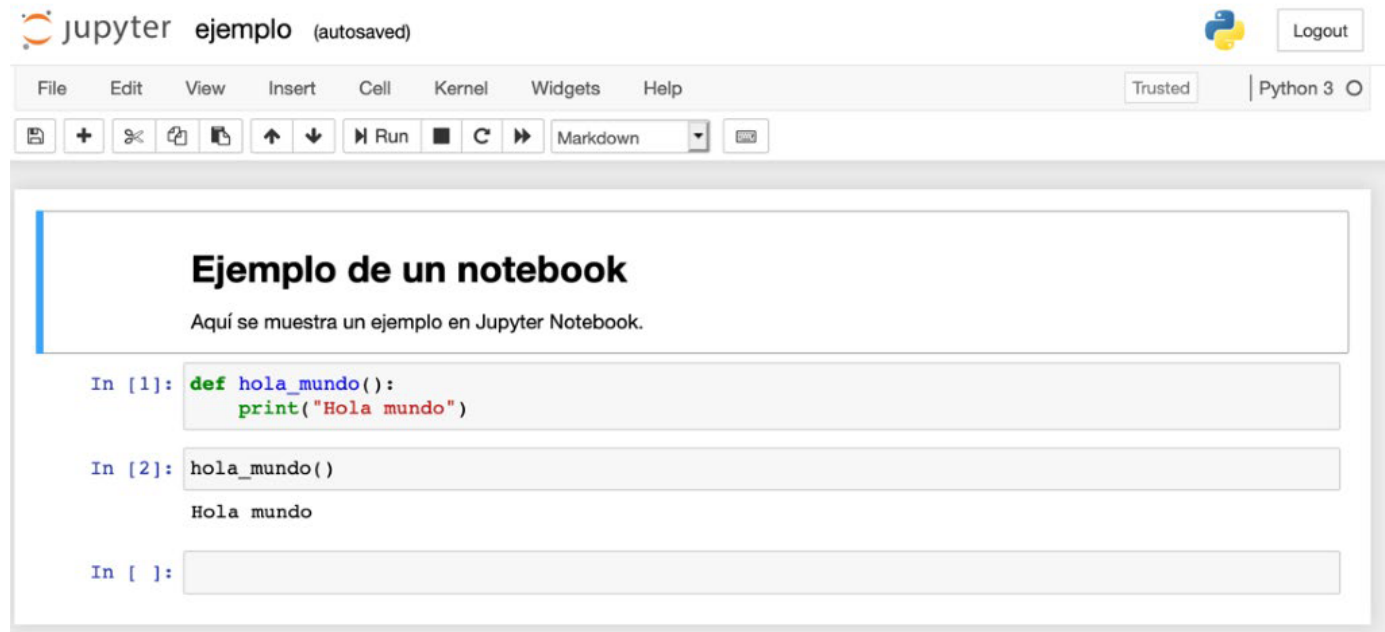 jupyter ejemplo (autosaved) Logout
File Edit View Insert Cell Kernel Widgets Help Trusted Python 3
Run Markdown
Ejemplo de un notebook
Aquí se muestra un ejemplo en Jupyter Notebook.
In [1]: def hola_mundo():
print("Hola mundo")
In [2]: hola_mundo()
Hola mundo
In [ ]: